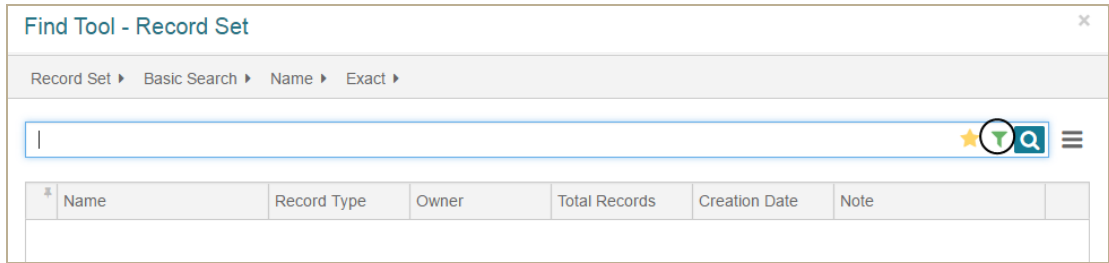 Find Tool - Record Set
Record Set Basic Search Name Exact
Name Record Type Owner Total Records Creation Date Note